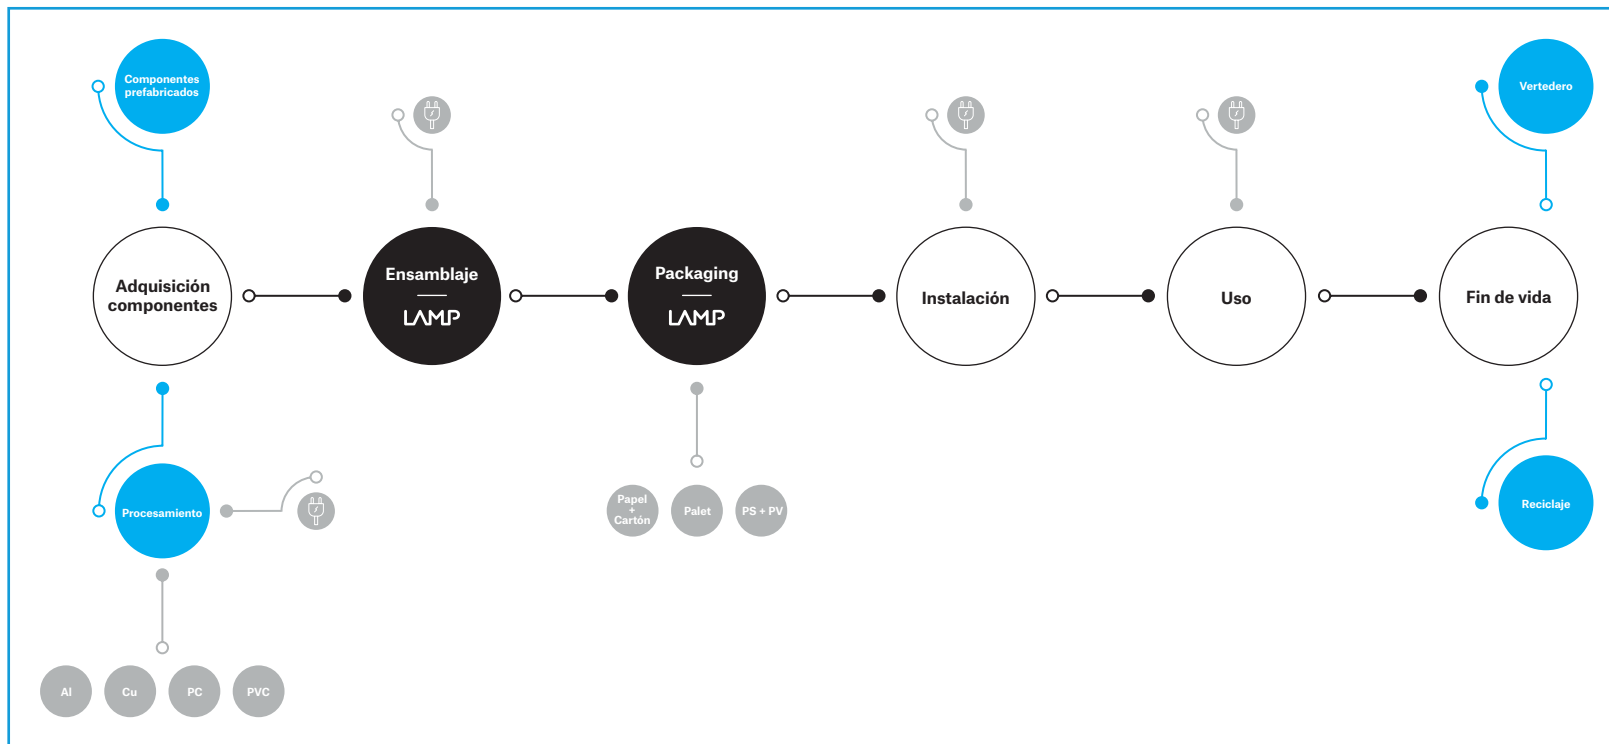 Componentes
prefabricados
Vertedero
Adquisición
componentes
Ensamblaje
LAMP
Packaging
LAMP
Instalación
Uso
Fin de vida
Procesamiento
Papel
+
Cartón
Palet
PS + PV
Reciclaje
Al
Cu
PC
PVC